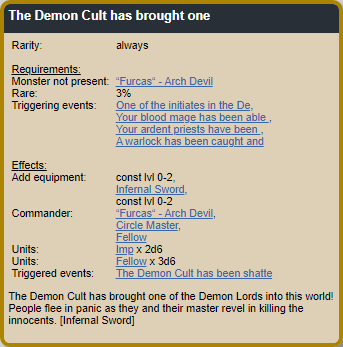 The Demon Cult has brought one
Rarity: always
Requirements:
Monster not present: "Furcas" - Arch Devil
Rare: 3%
Triggering events: One of the initiates in the De,
Your blood mage has been able ,
Your ardent priests have been ,
A warlock has been caught and
Effects:
Add equipment: const lvl 0-2,
Infernal Sword,
const lvl 0-2
Commander: "Furcas" - Arch Devil,
Circle Master,
Fellow
Units: Imp x 2d6
Units: Fellow x 3d6
Triggered events: The Demon Cult has been shatte
The Demon Cult has brought one of the Demon Lords into this world!
People flee in panic as they and their master revel in killing the
innocents. [Infernal Sword]